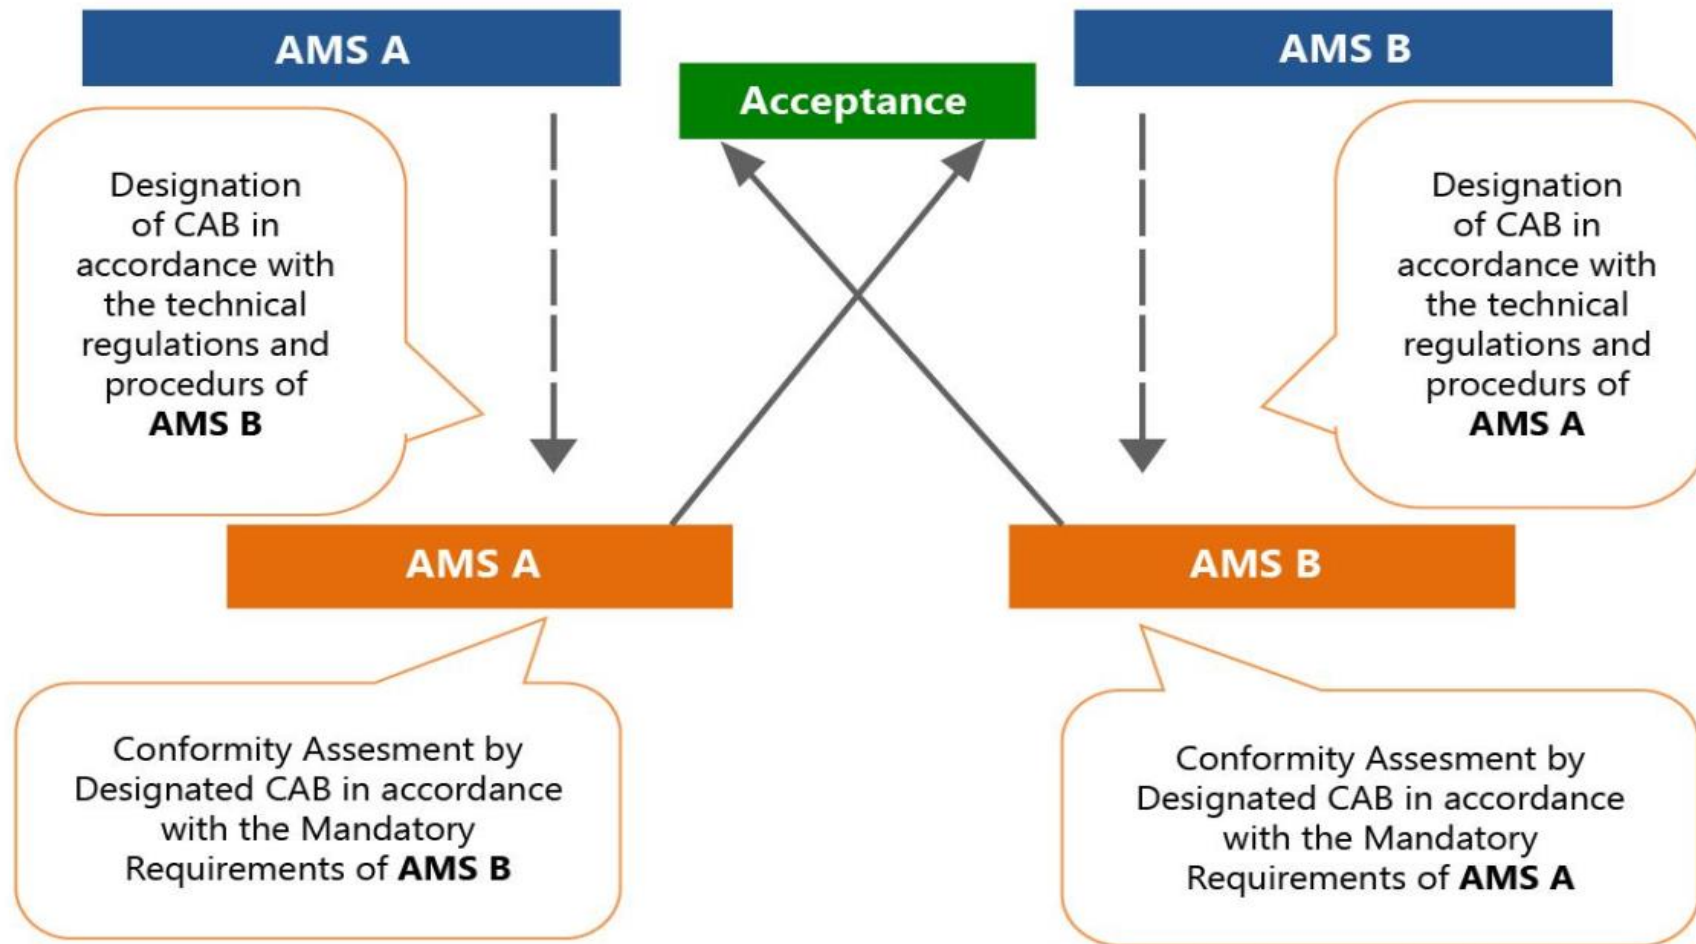 AMS A
AMS B
Acceptance
Designation
of CAB in
accordance with
the technical
regulations and
procedurs of
AMS B
Designation
of CAB in
accordance with
the technical
regulations and
procedurs of
AMS A
AMS A
AMS B
Conformity Assesment by
Designated CAB in accordance
with the Mandatory
Requirements of AMS B
Conformity Assesment by
Designated CAB in accordance
with the Mandatory
Requirements of AMS A